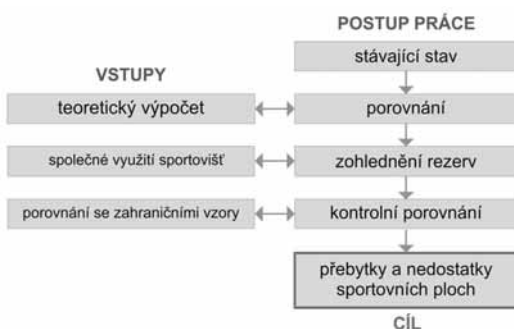 POSTUP PRÁCE
VSTUPY
stávající stav
teoretický výpočet
porovnání
společné využití sportovišť
zohlednění rezerv
porovnání se zahraničními vzory
kontrolní porovnání
přebytky a nedostatky
sportovních ploch
CÍL